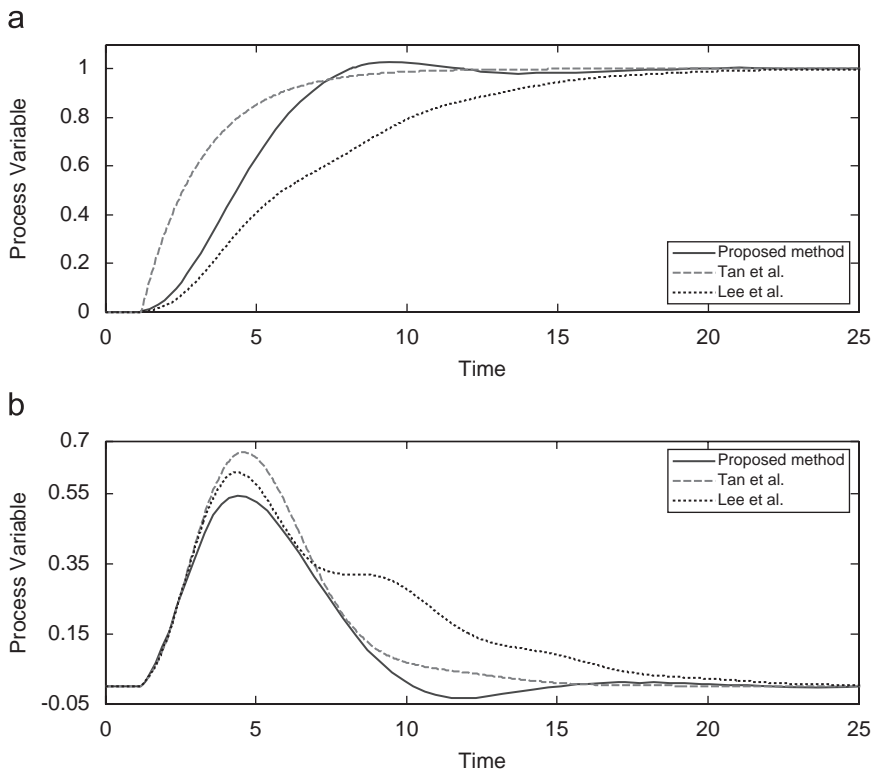 a
1
0.8
0.6
0.4
0.2
0
Process Variable
Proposed method
Tan et al.
Lee et al.
0 5 10 15 20 25
Time
b
0.7
0.55
0.35
0.15
-0.05
Process Variable
Proposed method
Tan et al.
Lee et al.
0 5 10 15 20 25
Time